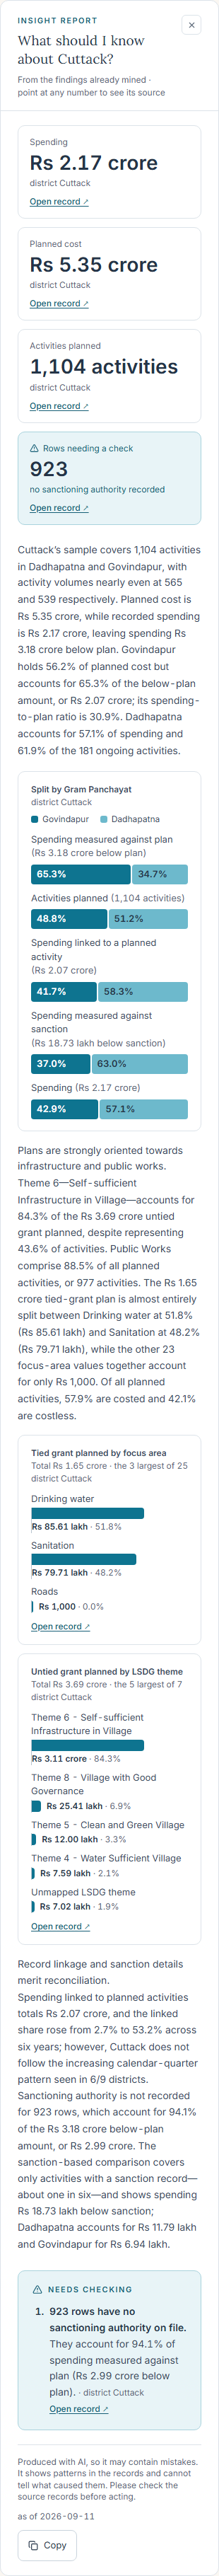 INSIGHT REPORT
What should I know
about Cuttack?
From the findings already mined ·
point at any number to see its source
×
Spending
Rs 2.17 crore
district Cuttack
Open record ↗
Planned cost
Rs 5.35 crore
district Cuttack
Open record ↗
Activities planned
1,104 activities
district Cuttack
Open record ↗
Rows needing a check
923
no sanctioning authority recorded
Open record ↗
Cuttack's sample covers 1,104 activities
in Dadhapatna and Govindapur, with
activity volumes nearly even at 565
and 539 respectively. Planned cost is
Rs 5.35 crore, while recorded spending
is Rs 2.17 crore, leaving spending Rs
3.18 crore below plan. Govindapur
holds 56.2% of planned cost but
accounts for 65.3% of the below-plan
amount, or Rs 2.07 crore; its spending-
to-plan ratio is 30.9%. Dadhapatna
accounts for 57.1% of spending and
61.9% of the 181 ongoing activities.
Split by Gram Panchayat
district Cuttack
Govindapur Dadhapatna
Spending measured against plan
(Rs 3.18 crore below plan)
65.3% 34.7%
Activities planned (1,104 activities)
48.8% 51.2%
Spending linked to a planned
activity
(Rs 2.07 crore)
41.7% 58.3%
Spending measured against
sanction
(Rs 18.73 lakh below sanction)
37.0% 63.0%
Spending (Rs 2.17 crore)
42.9% 57.1%
Plans are strongly oriented towards
infrastructure and public works.
Theme 6—Self-sufficient
Infrastructure in Village—accounts for
84.3% of the Rs 3.69 crore untied
grant planned, despite representing
43.6% of activities. Public Works
comprise 88.5% of all planned
activities, or 977 activities. The Rs 1.65
crore tied-grant plan is almost entirely
split between Drinking water at 51.8%
(Rs 85.61 lakh) and Sanitation at 48.2%
(Rs 79.71 lakh), while the other 23
focus-area values together account
for only Rs 1,000. Of all planned
activities, 57.9% are costed and 42.1%
are costless.
Tied grant planned by focus area
Total Rs 1.65 crore · the 3 largest of 25
district Cuttack
Drinking water
Rs 85.61 lakh · 51.8%
Sanitation
Rs 79.71 lakh · 48.2%
Roads
Rs 1,000 · 0.0%
Open record ↗
Untied grant planned by LSDG theme
Total Rs 3.69 crore · the 5 largest of 7
district Cuttack
Theme 6 - Self-sufficient
Infrastructure in Village
Rs 3.11 crore · 84.3%
Theme 8 - Village with Good
Governance
Rs 25.41 lakh · 6.9%
Theme 5 - Clean and Green Village
Rs 12.00 lakh · 3.3%
Theme 4 - Water Sufficient Village
Rs 7.59 lakh · 2.1%
Unmapped LSDG theme
Rs 7.02 lakh · 1.9%
Open record ↗
Record linkage and sanction details
merit reconciliation.
Spending linked to planned activities
totals Rs 2.07 crore, and the linked
share rose from 2.7% to 53.2% across
six years; however, Cuttack does not
follow the increasing calendar-quarter
pattern seen in 6/9 districts.
Sanctioning authority is not recorded
for 923 rows, which account for 94.1%
of the Rs 3.18 crore below-plan
amount, or Rs 2.99 crore. The
sanction-based comparison covers
only activities with a sanction record—
about one in six—and shows spending
Rs 18.73 lakh below sanction;
Dadhapatna accounts for Rs 11.79 lakh
and Govindapur for Rs 6.94 lakh.
NEEDS CHECKING
1. 923 rows have no
sanctioning authority on file.
They account for 94.1% of
spending measured against
plan (Rs 2.99 crore below
plan). · district Cuttack
Open record ↗
Produced with AI, so it may contain mistakes.
It shows patterns in the records and cannot
tell what caused them. Please check the
source records before acting.
as of 2026-09-11
Copy